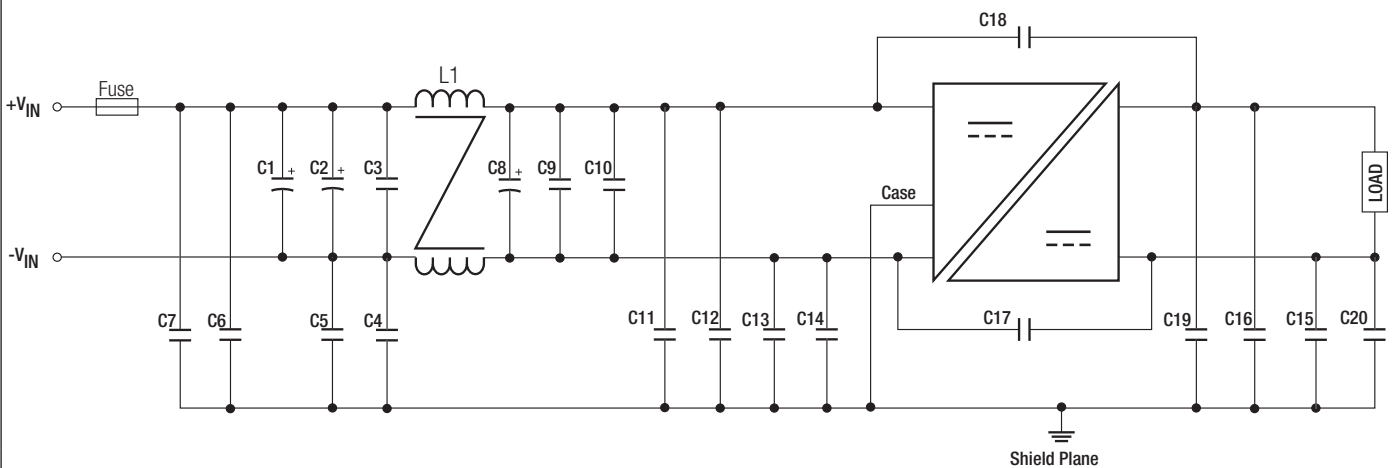 C18
L1
Fuse
+VIN
C1 +
C2 +
C3
C8 +
C9
C10
Case
LOAD
-VIN
C7
C6
C5
C4
C11
C12
C13
C14
C17
C19
C16
C15
C20
Shield Plane